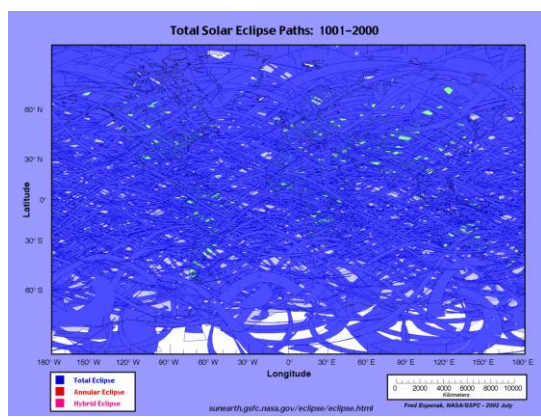 Total Solar Eclipse Paths: 1001–2000
Latitude
60° N
30° N
0°
30° S
60° S
180° W 150° W 120° W 90° W 60° W 30° W 0° 30° E 60° E 90° E 120° E 150° E 180° E
Longitude
Total Eclipse
Annular Eclipse
Hybrid Eclipse
0 2000 4000 6000 8000 10000
Kilometers
sunearth.gsfc.nasa.gov/eclipse/eclipse.html
Fred Espenak, NASA/GSFC - 2002 July